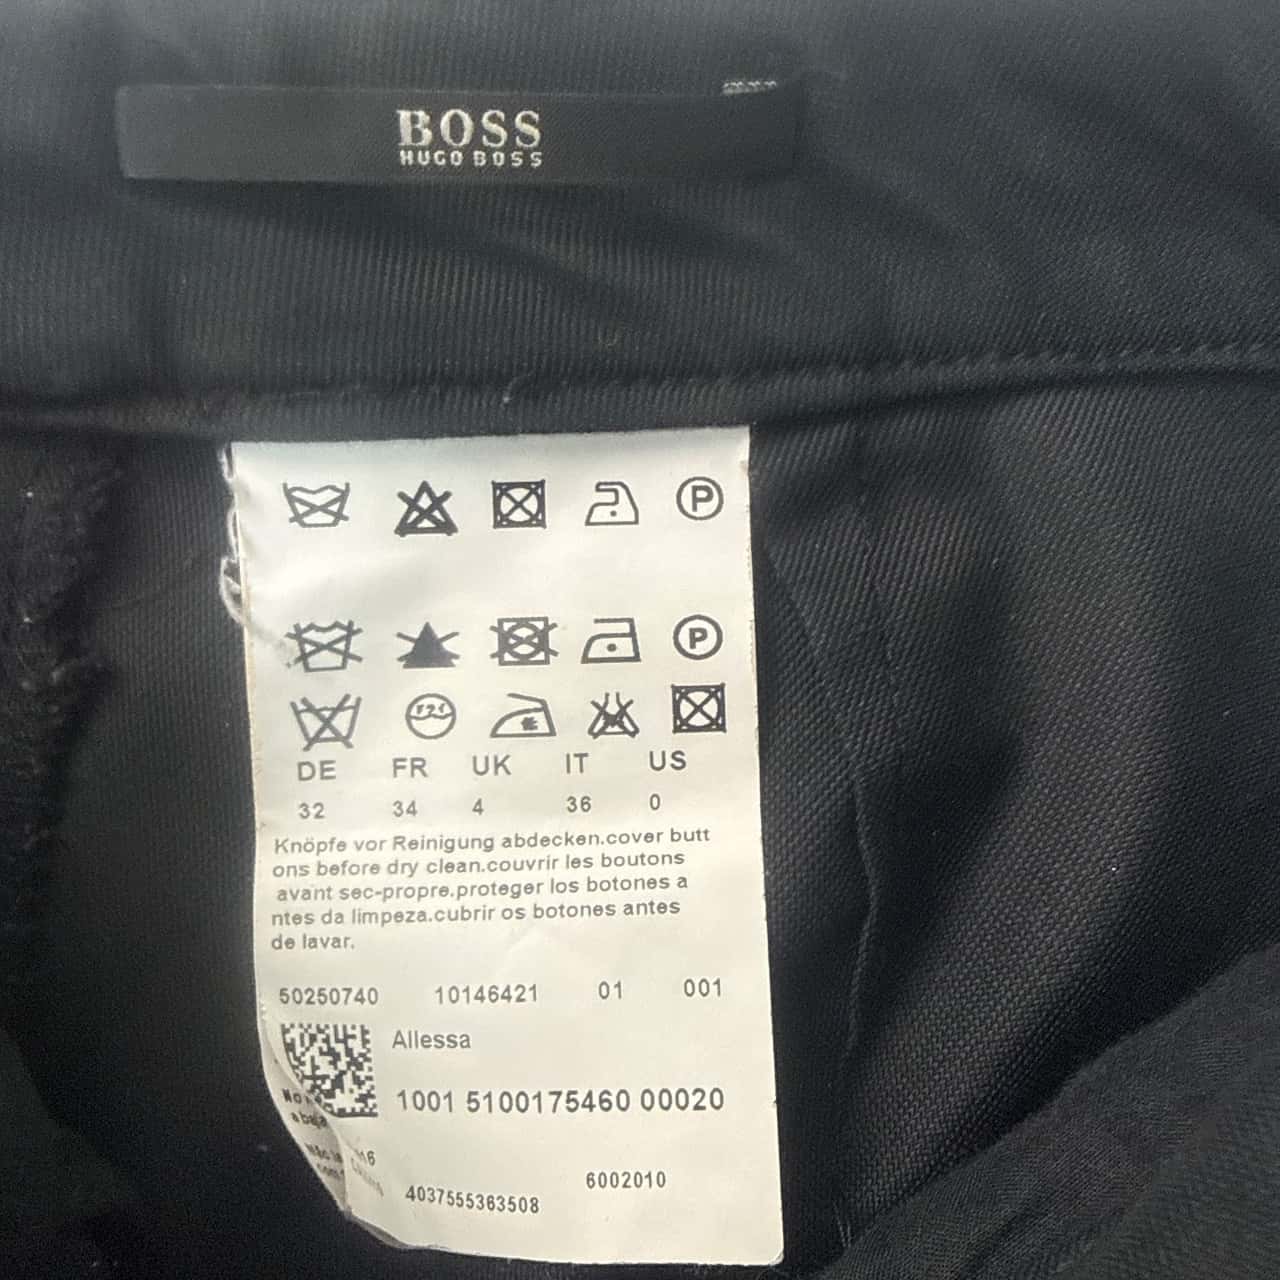 BOSS
HUGO BOSS
P
P
DE FR UK IT US
32 34 4 36 0
Knöpfe vor Reinigung abdecken.cover butt
ons before dry clean.couvrir les boutons
avant sec-propre.proteger los botones a
ntes da limpeza.cubrir os botones antes
de lavar.
50250740 10146421 01 001
Allessa
1001 5100175460 00020
6002010
4037555363508